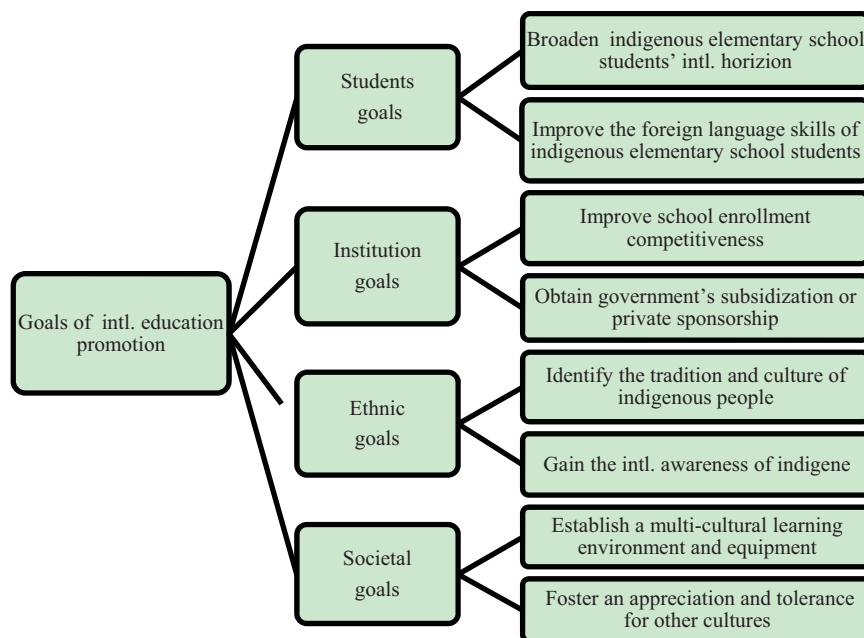 Goals of intl. education
promotion
Students
goals
Broaden indigenous elementary school
students' intl. horizion
Improve the foreign language skills of
indigenous elementary school students
Institution
goals
Improve school enrollment
competitiveness
Obtain government's subsidization or
private sponsorship
Ethnic
goals
Identify the tradition and culture of
indigenous people
Gain the intl. awareness of indigene
Societal
goals
Establish a multi-cultural learning
environment and equipment
Foster an appreciation and tolerance
for other cultures